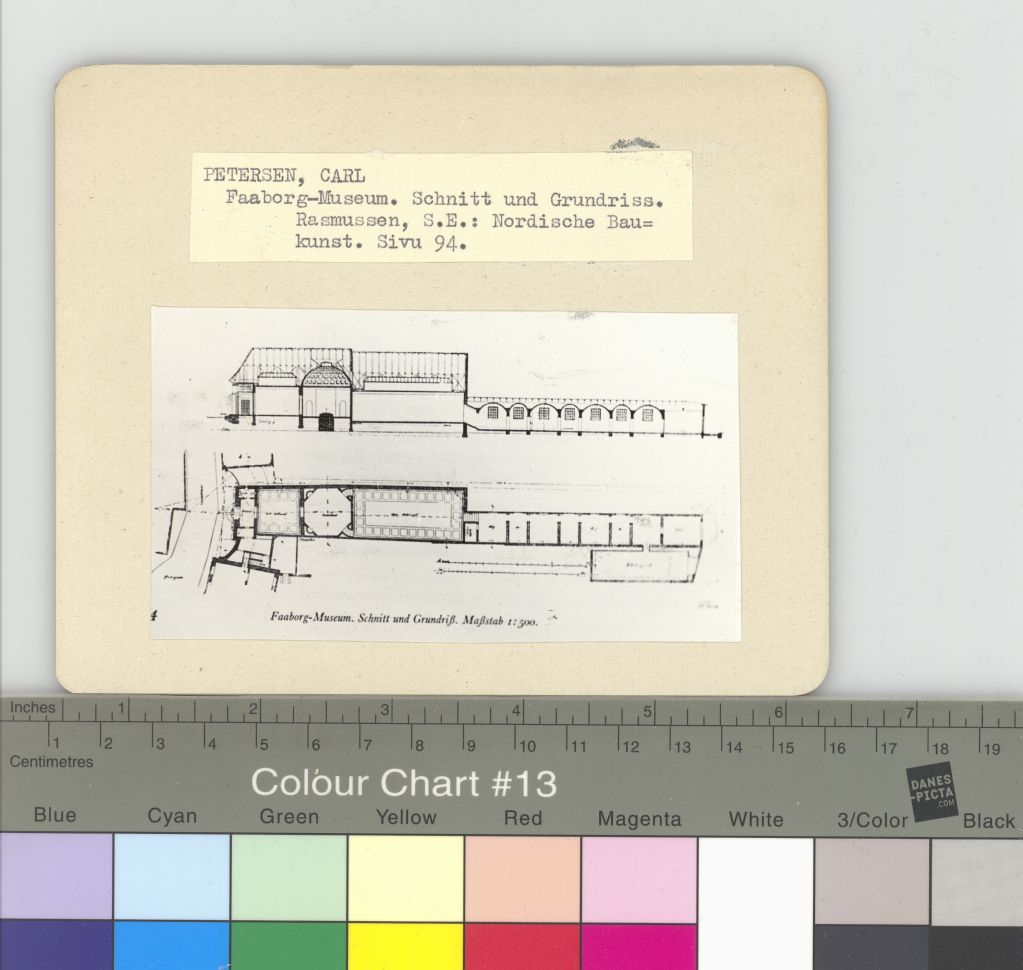 PETERSEN, CARL
Faaborg-Museum. Schnitt und Grundriss.
Rasmussen, S.E.: Nordische Bau=
kunst. Sivu 94.
4
Faaborg-Museum. Schnitt und Grundriß. Maßstab 1:500.
Inches 1 2 3 4 5 6 7
1 2 3 4 5 6 7 8 9 10 11 12 13 14 15 16 17 18 19
Centimetres
Colour Chart #13
DANES
-PICTA
.COM
Blue Cyan Green Yellow Red Magenta White 3/Color Black